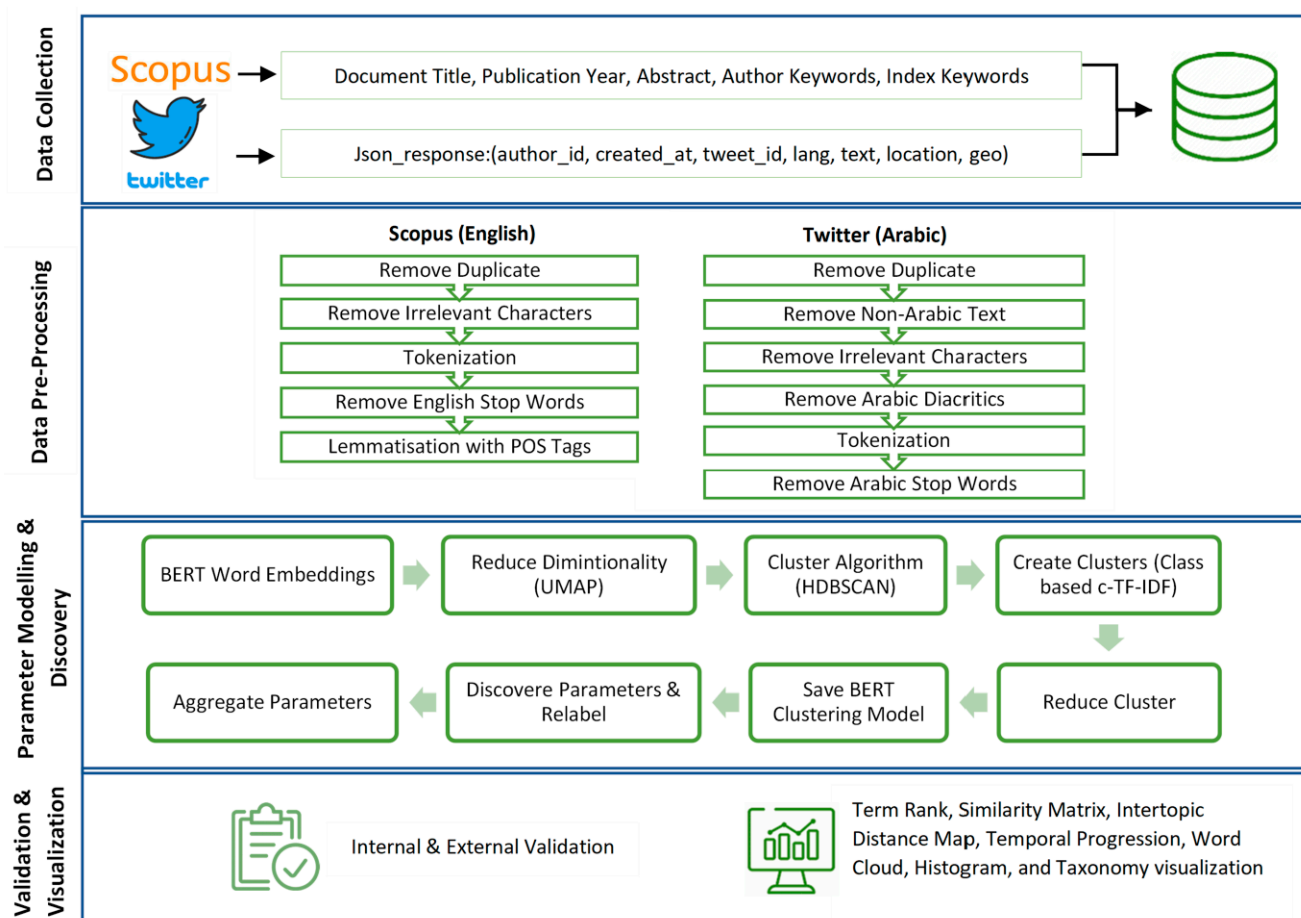 Data Collection
Scopus
Document Title, Publication Year, Abstract, Author Keywords, Index Keywords
twitter
Json_response:(author_id, created_at, tweet_id, lang, text, location, geo)
Data Pre-Processing
Scopus (English)
Remove Duplicate
Remove Irrelevant Characters
Tokenization
Remove English Stop Words
Lemmatisation with POS Tags
Twitter (Arabic)
Remove Duplicate
Remove Non-Arabic Text
Remove Irrelevant Characters
Remove Arabic Diacritics
Tokenization
Remove Arabic Stop Words
Parameter Modelling &
Discovery
BERT Word Embeddings
Reduce Dimintionality
(UMAP)
Cluster Algorithm
(HDBSCAN)
Create Clusters (Class
based c-TF-IDF)
Reduce Cluster
Save BERT
Clustering Model
Discovere Parameters &
Relabel
Aggregate Parameters
Validation &
Visualization
Internal & External Validation
Term Rank, Similarity Matrix, Intertopic
Distance Map, Temporal Progression, Word
Cloud, Histogram, and Taxonomy visualization